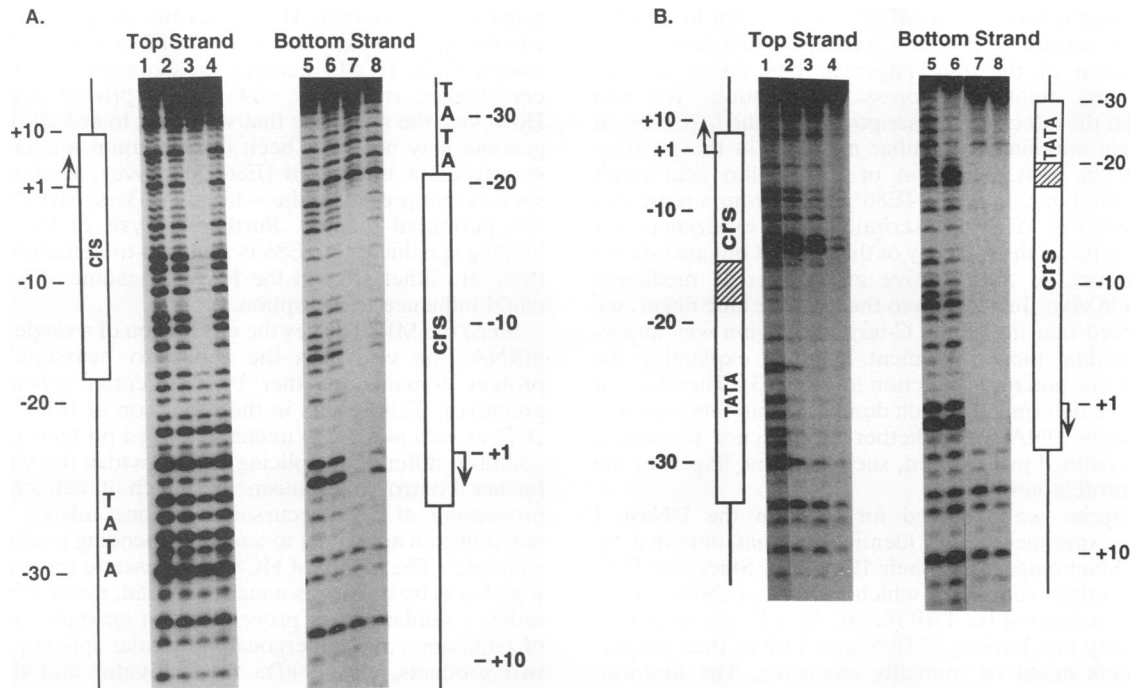 A.
Top Strand
Bottom Strand
1 2 3 4
5 6 7 8
+10
+1
-10
-20
-30
crs
T
A
T
A
T
A
T
A
-30
-20
-10
+1
+10
crs
B.
Top Strand
Bottom Strand
1 2 3 4
5 6 7 8
+10
+1
-10
-20
-30
crs
TATA
-30
-20
-10
+1
+10
TATA
crs